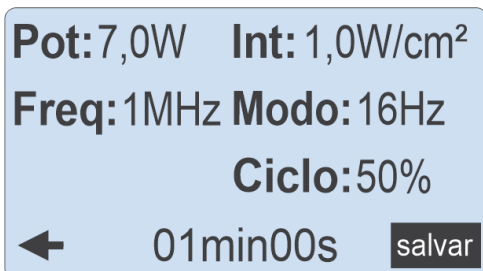 Pot:7,0W Int:1,0W/cm²
Freq:1MHz Modo:16Hz
Ciclo:50%
01min00s salvar